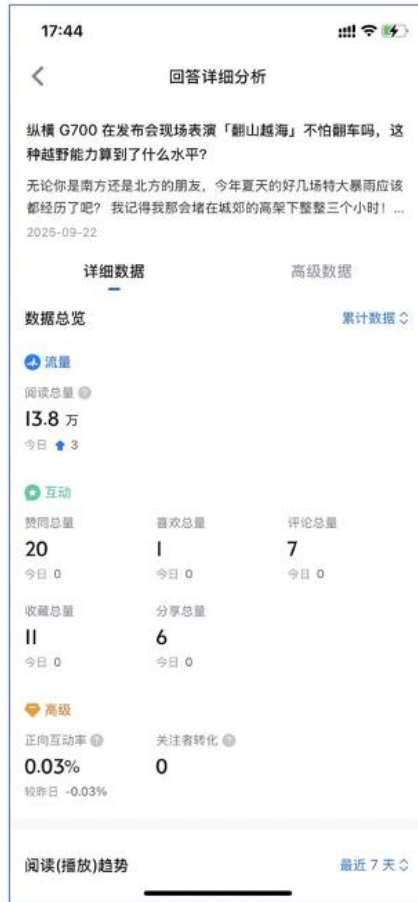 17:44
回答详细分析
纵横 G700 在发布会现场表演「翻山越海」不怕翻车吗，这
种越野能力算到了什么水平？
无论你是南方还是北方的朋友，今年夏天的好几场特大暴雨应该
都经历了吧？ 我记得我那会堵在城郊的高架下整整三个小时！...
2025-09-22
详细数据 高级数据
数据总览 累计数据
流量
阅读总量
13.8 万
今日 3
互动
赞同总量 喜欢总量 评论总量
20 1 7
今日 0 今日 0 今日 0
收藏总量 分享总量
11 6
今日 0 今日 0
高级
正向互动率 关注者转化
0.03% 0
较昨日 -0.03%
阅读(播放)趋势 最近 7 天